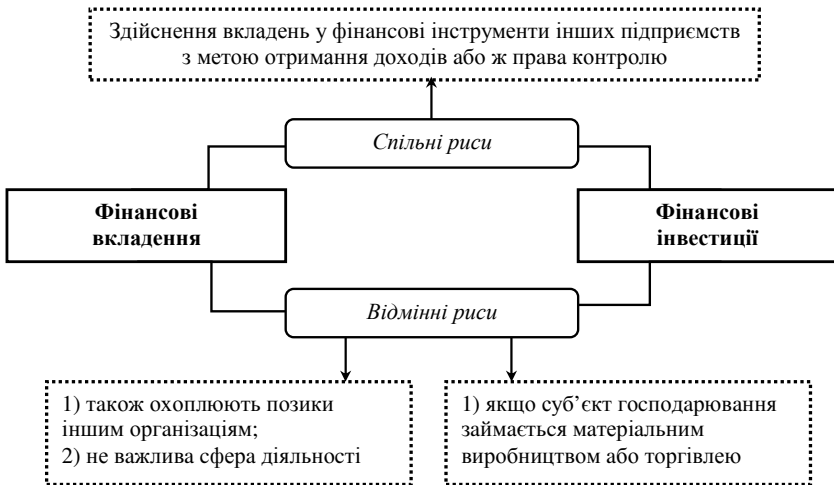 Здійснення вкладень у фінансові інструменти інших підприємств
з метою отримання доходів або ж права контролю
Спільні риси
Фінансові
вкладення
Фінансові
інвестиції
Відмінні риси
1) також охоплюють позики
іншим організаціям;
2) не важлива сфера діяльності
1) якщо суб’єкт господарювання
займається матеріальним
виробництвом або торгівлею